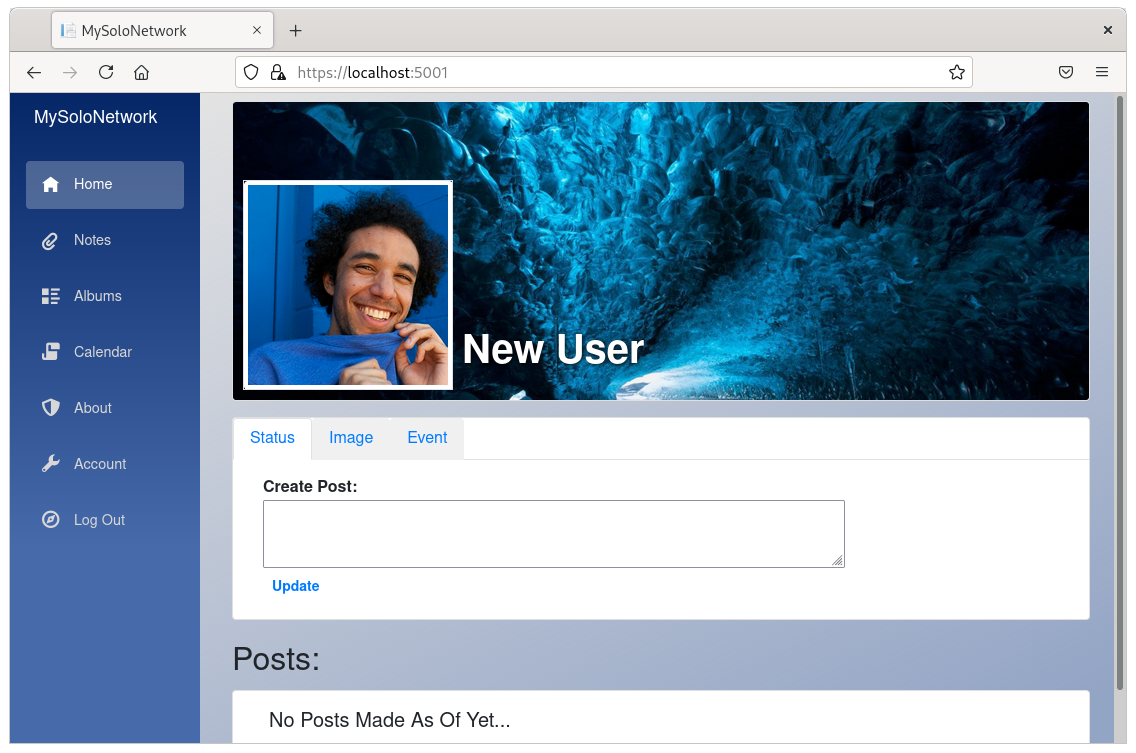 MySoloNetwork
https://localhost:5001
MySoloNetwork
Home
Notes
Albums
Calendar
About
Account
Log Out
New User
Status Image Event
Create Post:
Update
Posts:
No Posts Made As Of Yet...